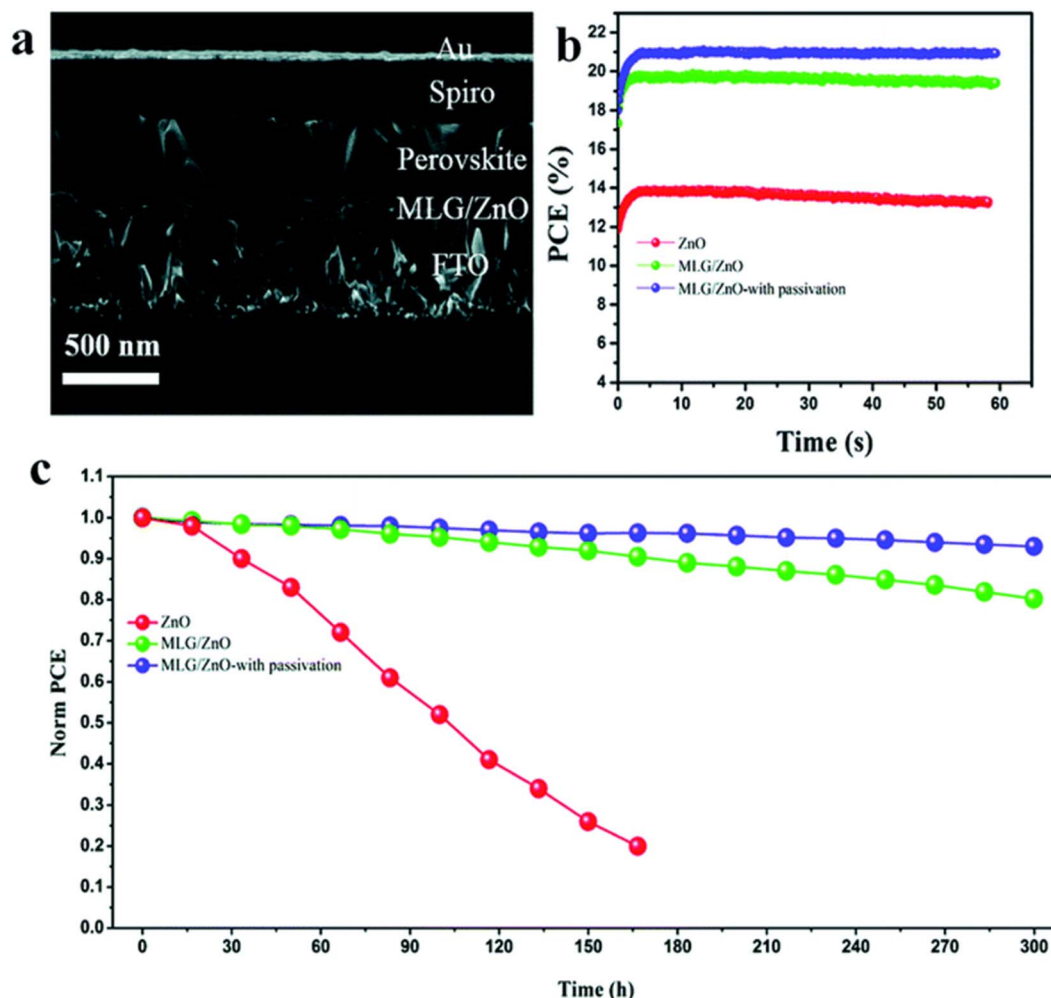 a
Au
Spiro
Perovskite
MLG/ZnO
FTO
500 nm
b
PCE (%)
22
20
18
16
14
12
10
8
6
4
ZnO
MLG/ZnO
MLG/ZnO-with passivation
0 10 20 30 40 50 60
Time (s)
c
Norm PCE
1.1
1.0
0.9
0.8
0.7
0.6
0.5
0.4
0.3
0.2
0.1
0.0
ZnO
MLG/ZnO
MLG/ZnO-with passivation
0 30 60 90 120 150 180 210 240 270 300
Time (h)